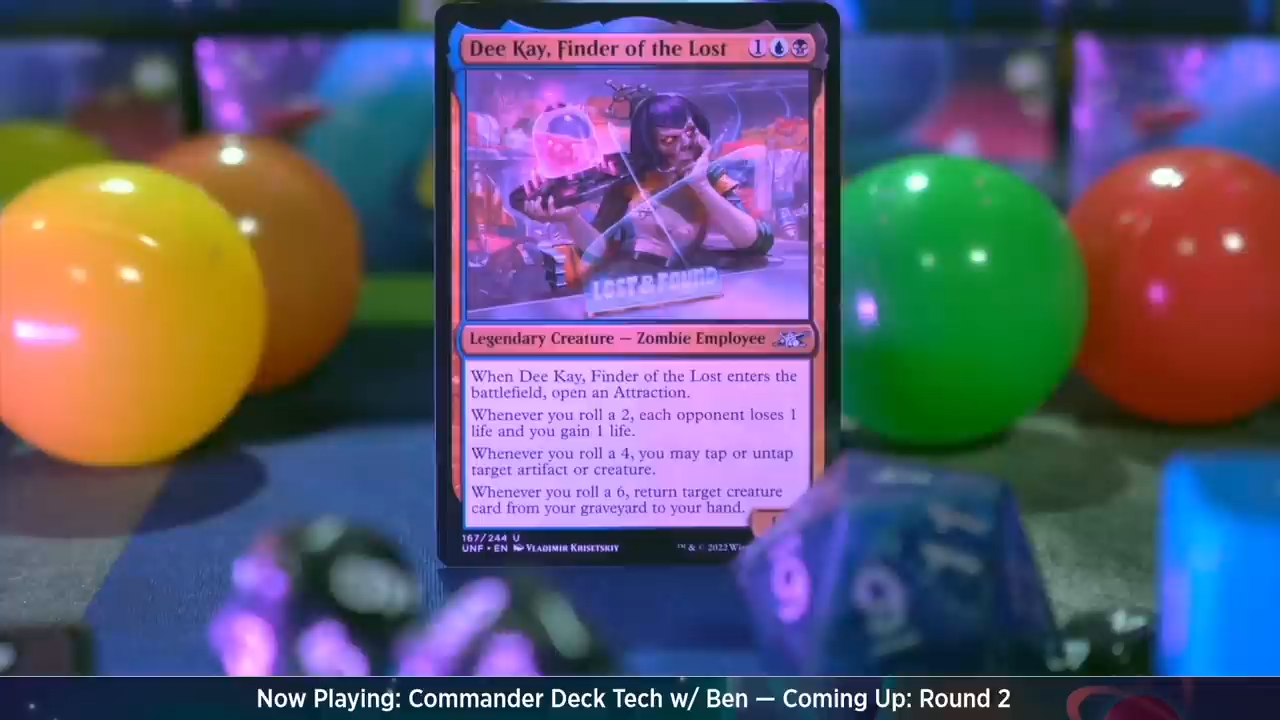 Dee Kay, Finder of the Lost 1
LOST & FOUND
Legendary Creature — Zombie Employee
When Dee Kay, Finder of the Lost enters the
battlefield, open an Attraction.
Whenever you roll a 2, each opponent loses 1
life and you gain 1 life.
Whenever you roll a 4, you may tap or untap
target artifact or creature.
Whenever you roll a 6, return target creature
card from your graveyard to your hand.
167/244 U
UNF • EN Vladimir Krisetskiy
™ & © 2022
9
9
11
Now Playing: Commander Deck Tech w/ Ben — Coming Up: Round 2